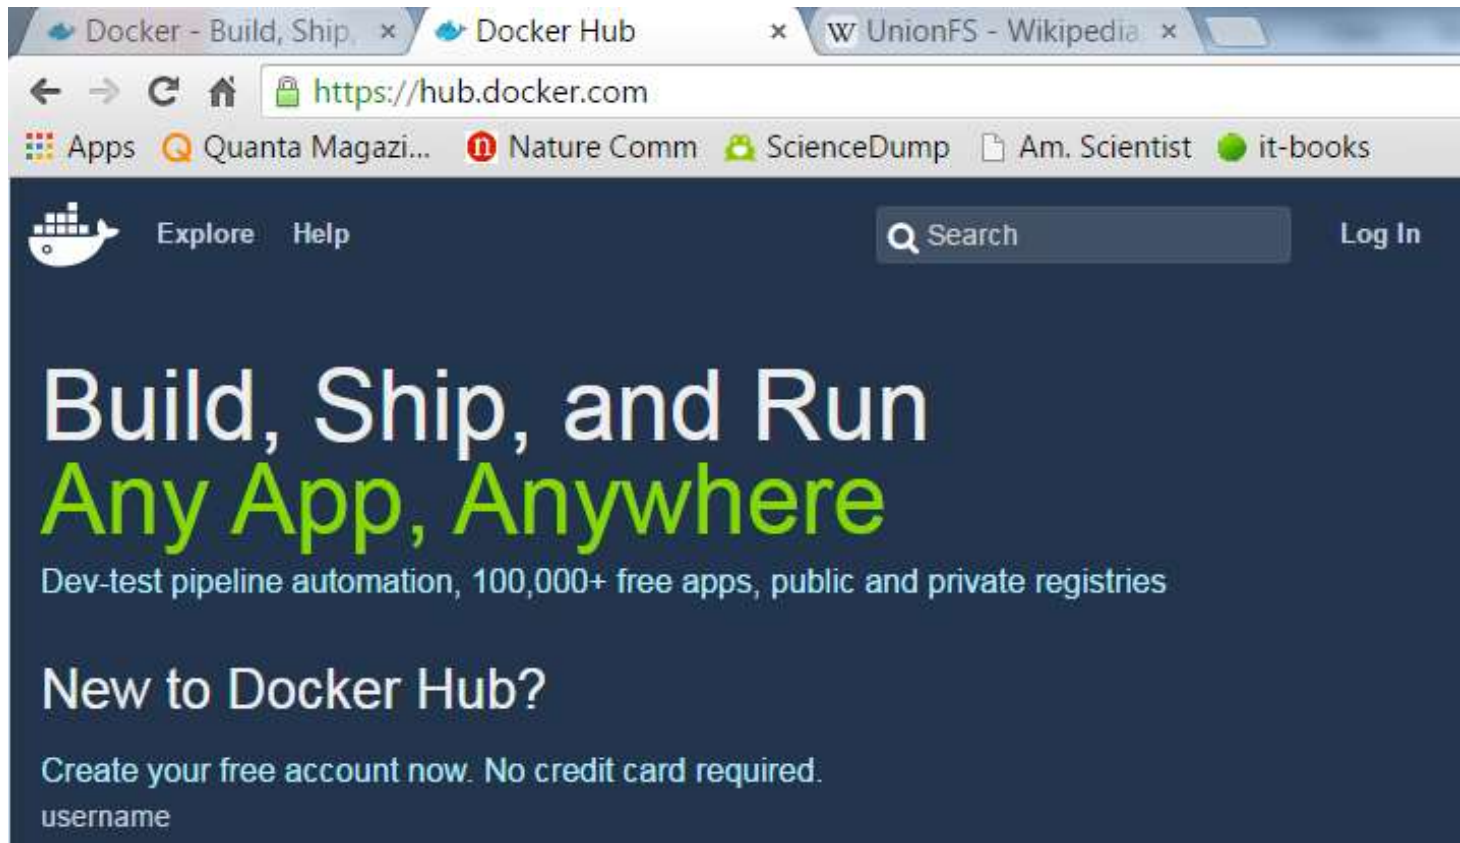 Docker - Build, Ship, Docker Hub UnionFS - Wikipedia
https://hub.docker.com
Apps Quanta Magazi... Nature Comm ScienceDump Am. Scientist it-books
Explore Help Search Log In
Build, Ship, and Run
Any App, Anywhere
Dev-test pipeline automation, 100,000+ free apps, public and private registries
New to Docker Hub?
Create your free account now. No credit card required.
username